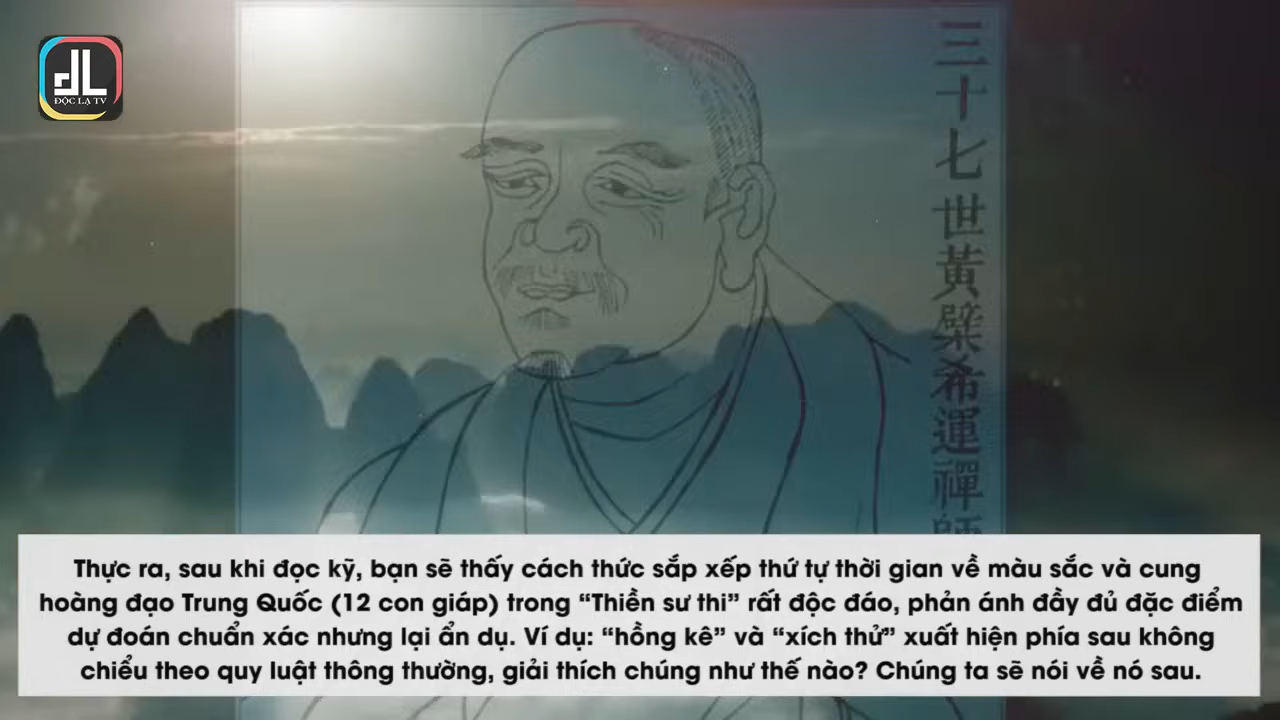 ĐỘC LẠ TV
三十七世黃檗希運禪師
Thực ra, sau khi đọc kỹ, bạn sẽ thấy cách thức sắp xếp thứ tự thời gian về màu sắc và cung
hoàng đạo Trung Quốc (12 con giáp) trong “Thiền sư thi” rất độc đáo, phản ánh đầy đủ đặc điểm
dự đoán chuẩn xác nhưng lại ẩn dụ. Ví dụ: “hồng kê” và “xích thử” xuất hiện phía sau không
chiểu theo quy luật thông thường, giải thích chúng như thế nào? Chúng ta sẽ nói về nó sau.